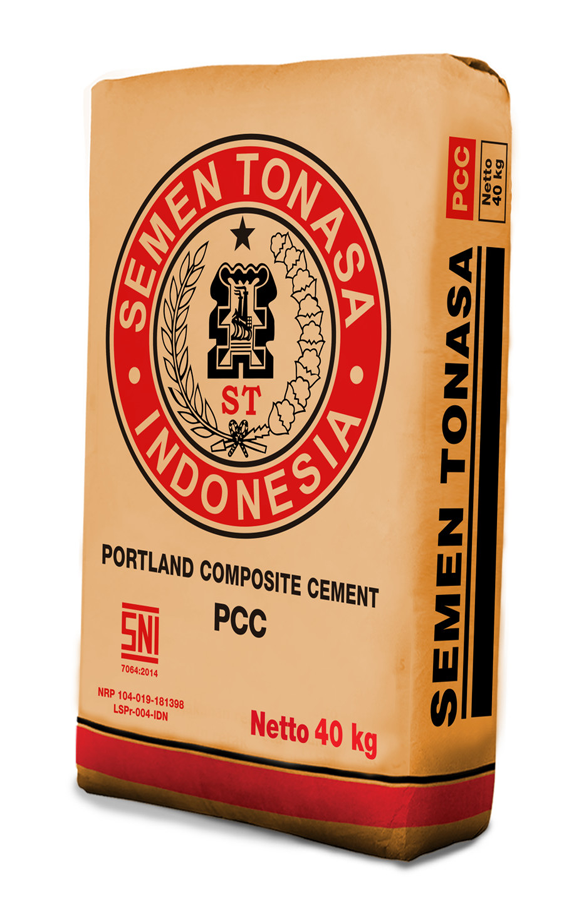 SEMEN TONASA
ST
INDONESIA
PORTLAND COMPOSITE CEMENT
PCC
SNI
7064:2014
NRP 104-019-181398
LSPr-004-IDN
Netto 40 kg
PCC
Netto
40 kg
SEMEN TONASA